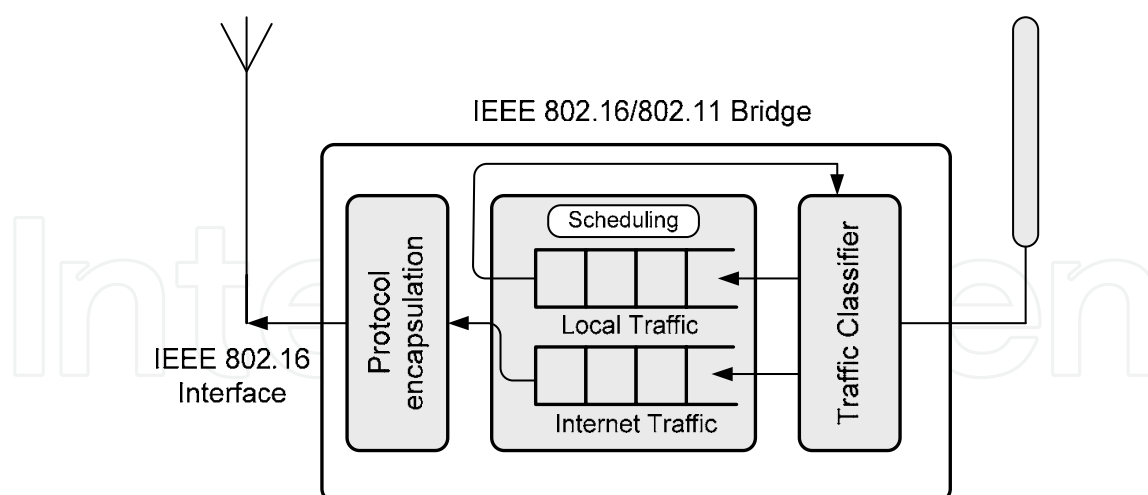 IEEE 802.16/802.11 Bridge
Scheduling
Local Traffic
Internet Traffic
Protocol
encapsulation
Traffic Classifier
IEEE 802.16
Interface